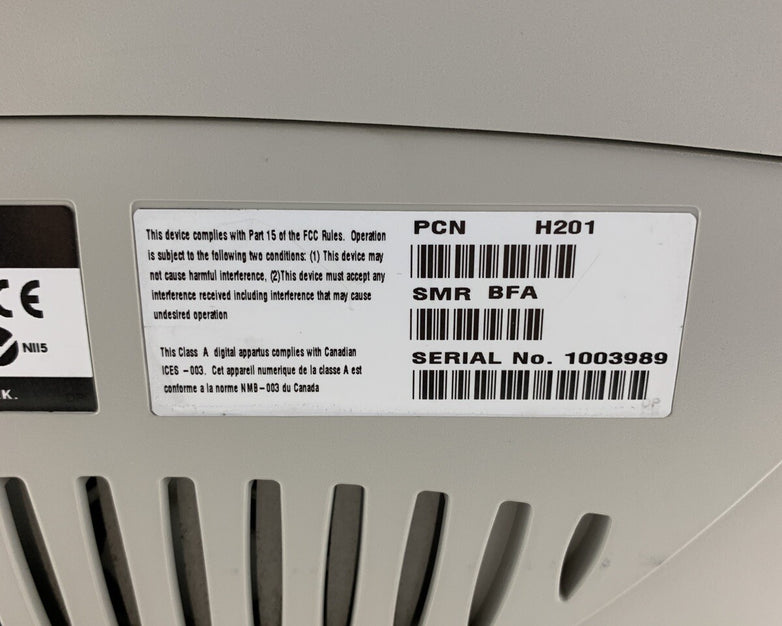 This device complies with Part 15 of the FCC Rules. Operation
is subject to the following two conditions: (1) This device may
not cause harmful interference, (2)This device must accept any
interference received including interference that may cause
undesired operation
This Class A digital appartus complies with Canadian
ICES -003. Cet appareil numerique de la classe A est
conforme a la norme NMB-003 du Canada
PCN H201
SMR BFA
SERIAL No. 1003989
CE
N115
.K.